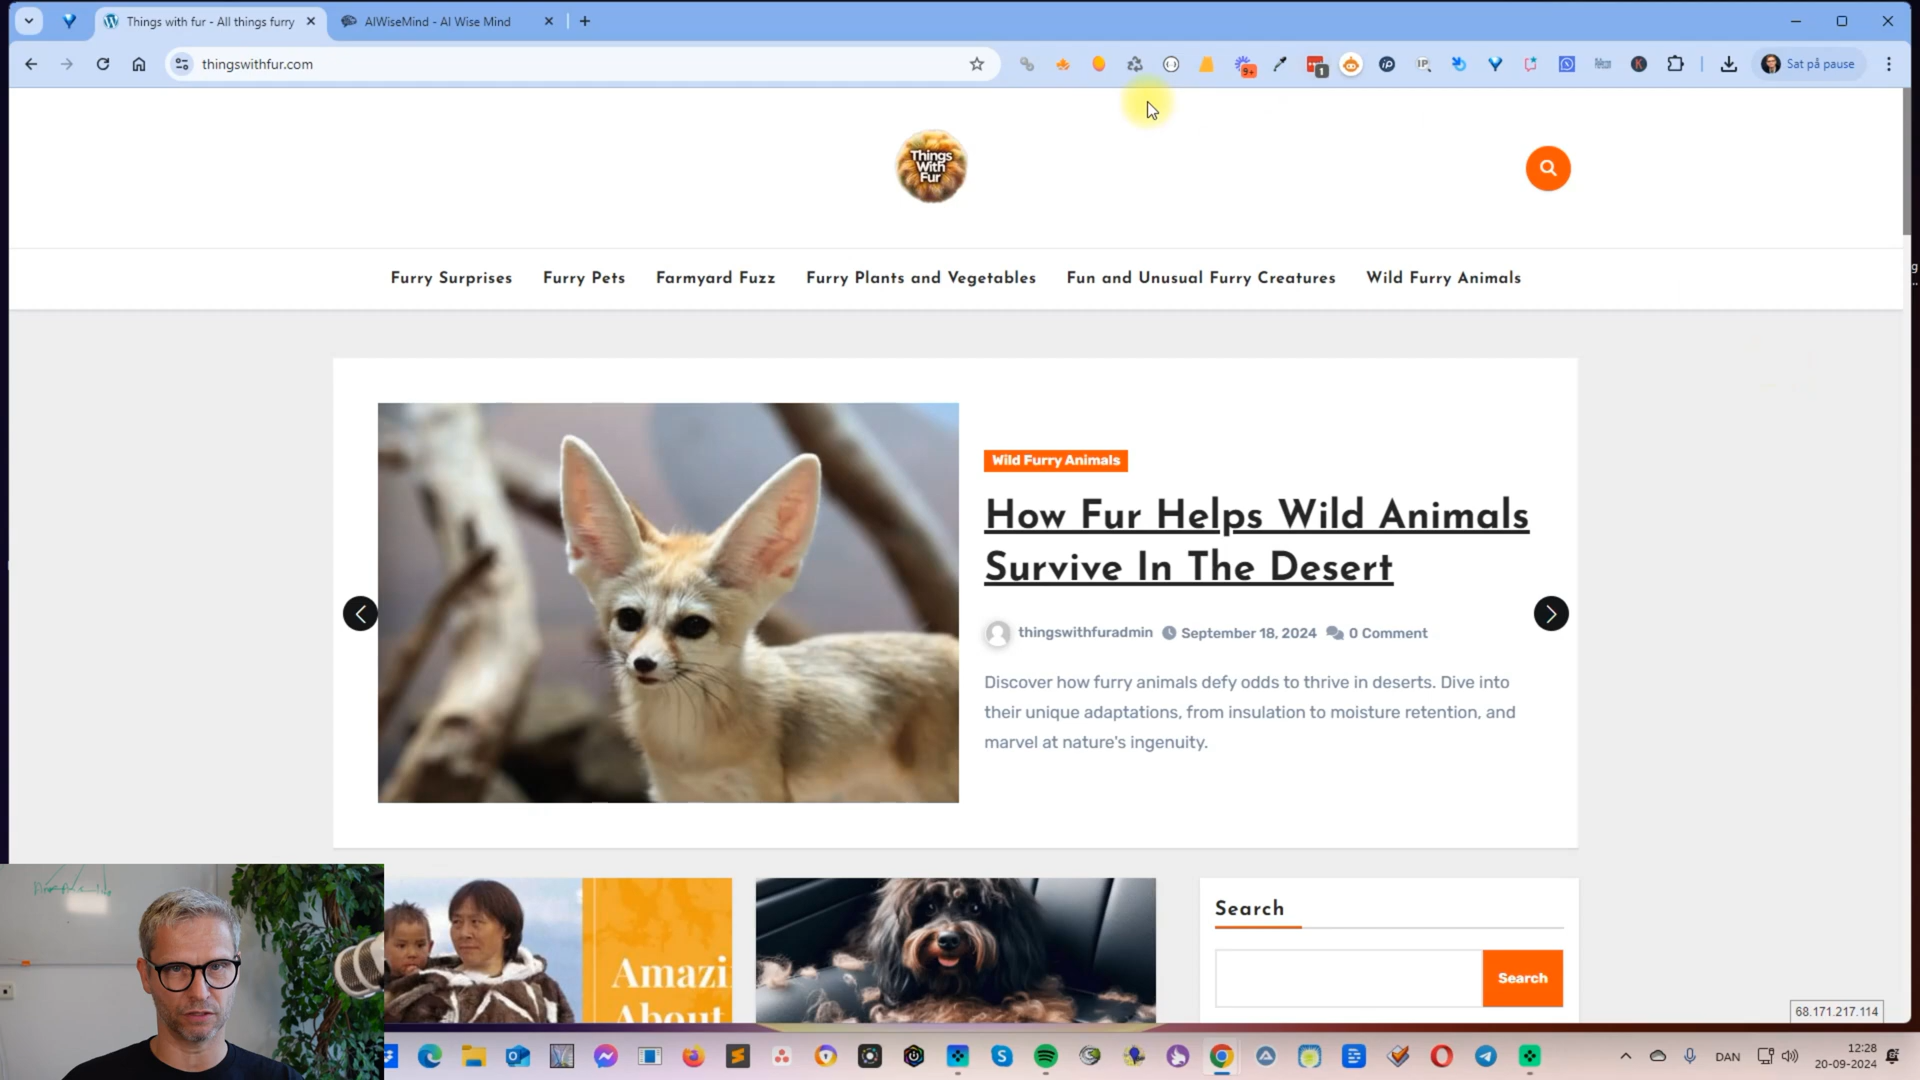 Things with fur - All things furry
AIWiseMind - AI Wise Mind
thingswithfur.com
9+
1
IP
Sat på pause
Things
With
Fur
Furry Surprises
Furry Pets
Farmyard Fuzz
Furry Plants and Vegetables
Fun and Unusual Furry Creatures
Wild Furry Animals
Wild Furry Animals
How Fur Helps Wild Animals
Survive In The Desert
thingswithfuradmin
September 18, 2024
0 Comment
Discover how furry animals defy odds to thrive in deserts. Dive into
their unique adaptations, from insulation to moisture retention, and
marvel at nature's ingenuity.
Amazi
About
Search
Search
68.171.217.114
DAN
12:28
20-09-2024